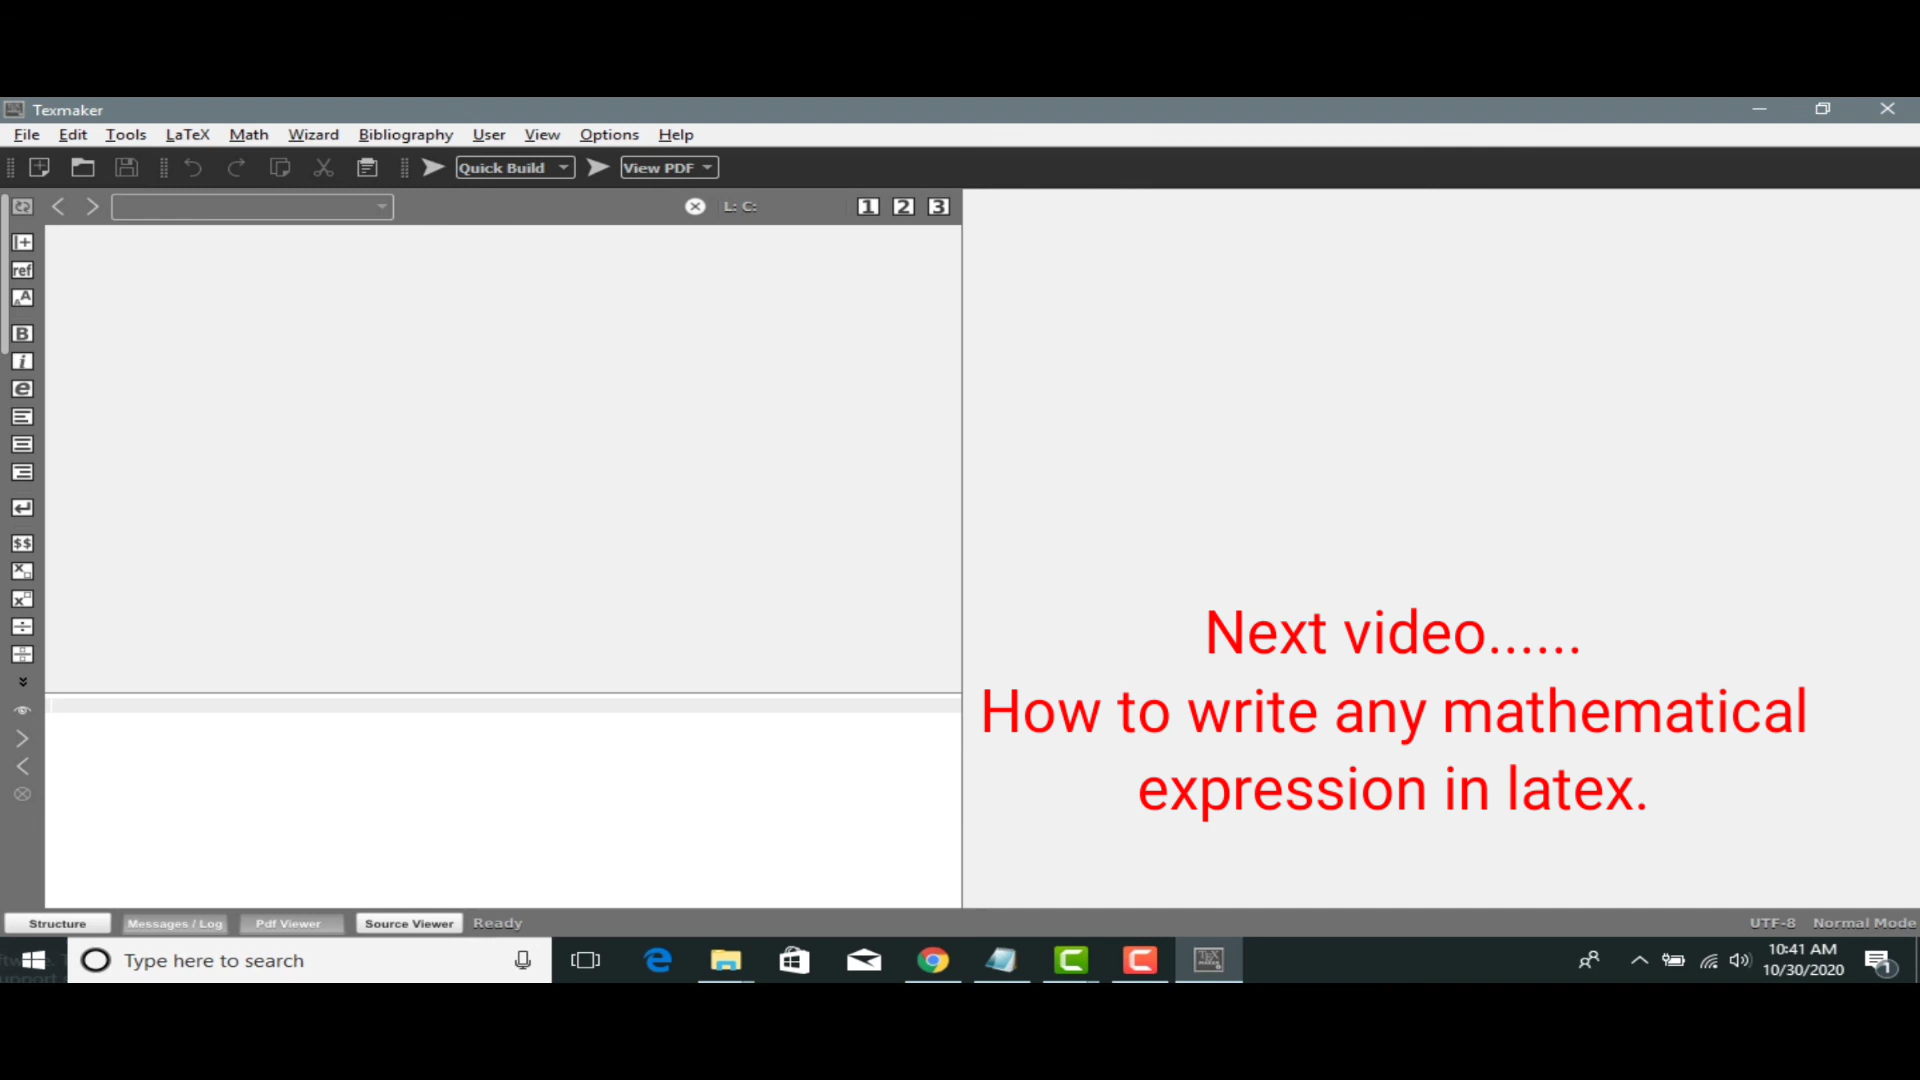 Texmaker
File Edit Tools LaTeX Math Wizard Bibliography User View Options Help
Quick Build View PDF
L: C: 1 2 3
ref
A A
B
i
e
$$
Next video......
How to write any mathematical
expression in latex.
Structure Messages / Log Pdf Viewer Source Viewer Ready UTF-8 Normal Mode
Type here to search
10:41 AM
10/30/2020
1